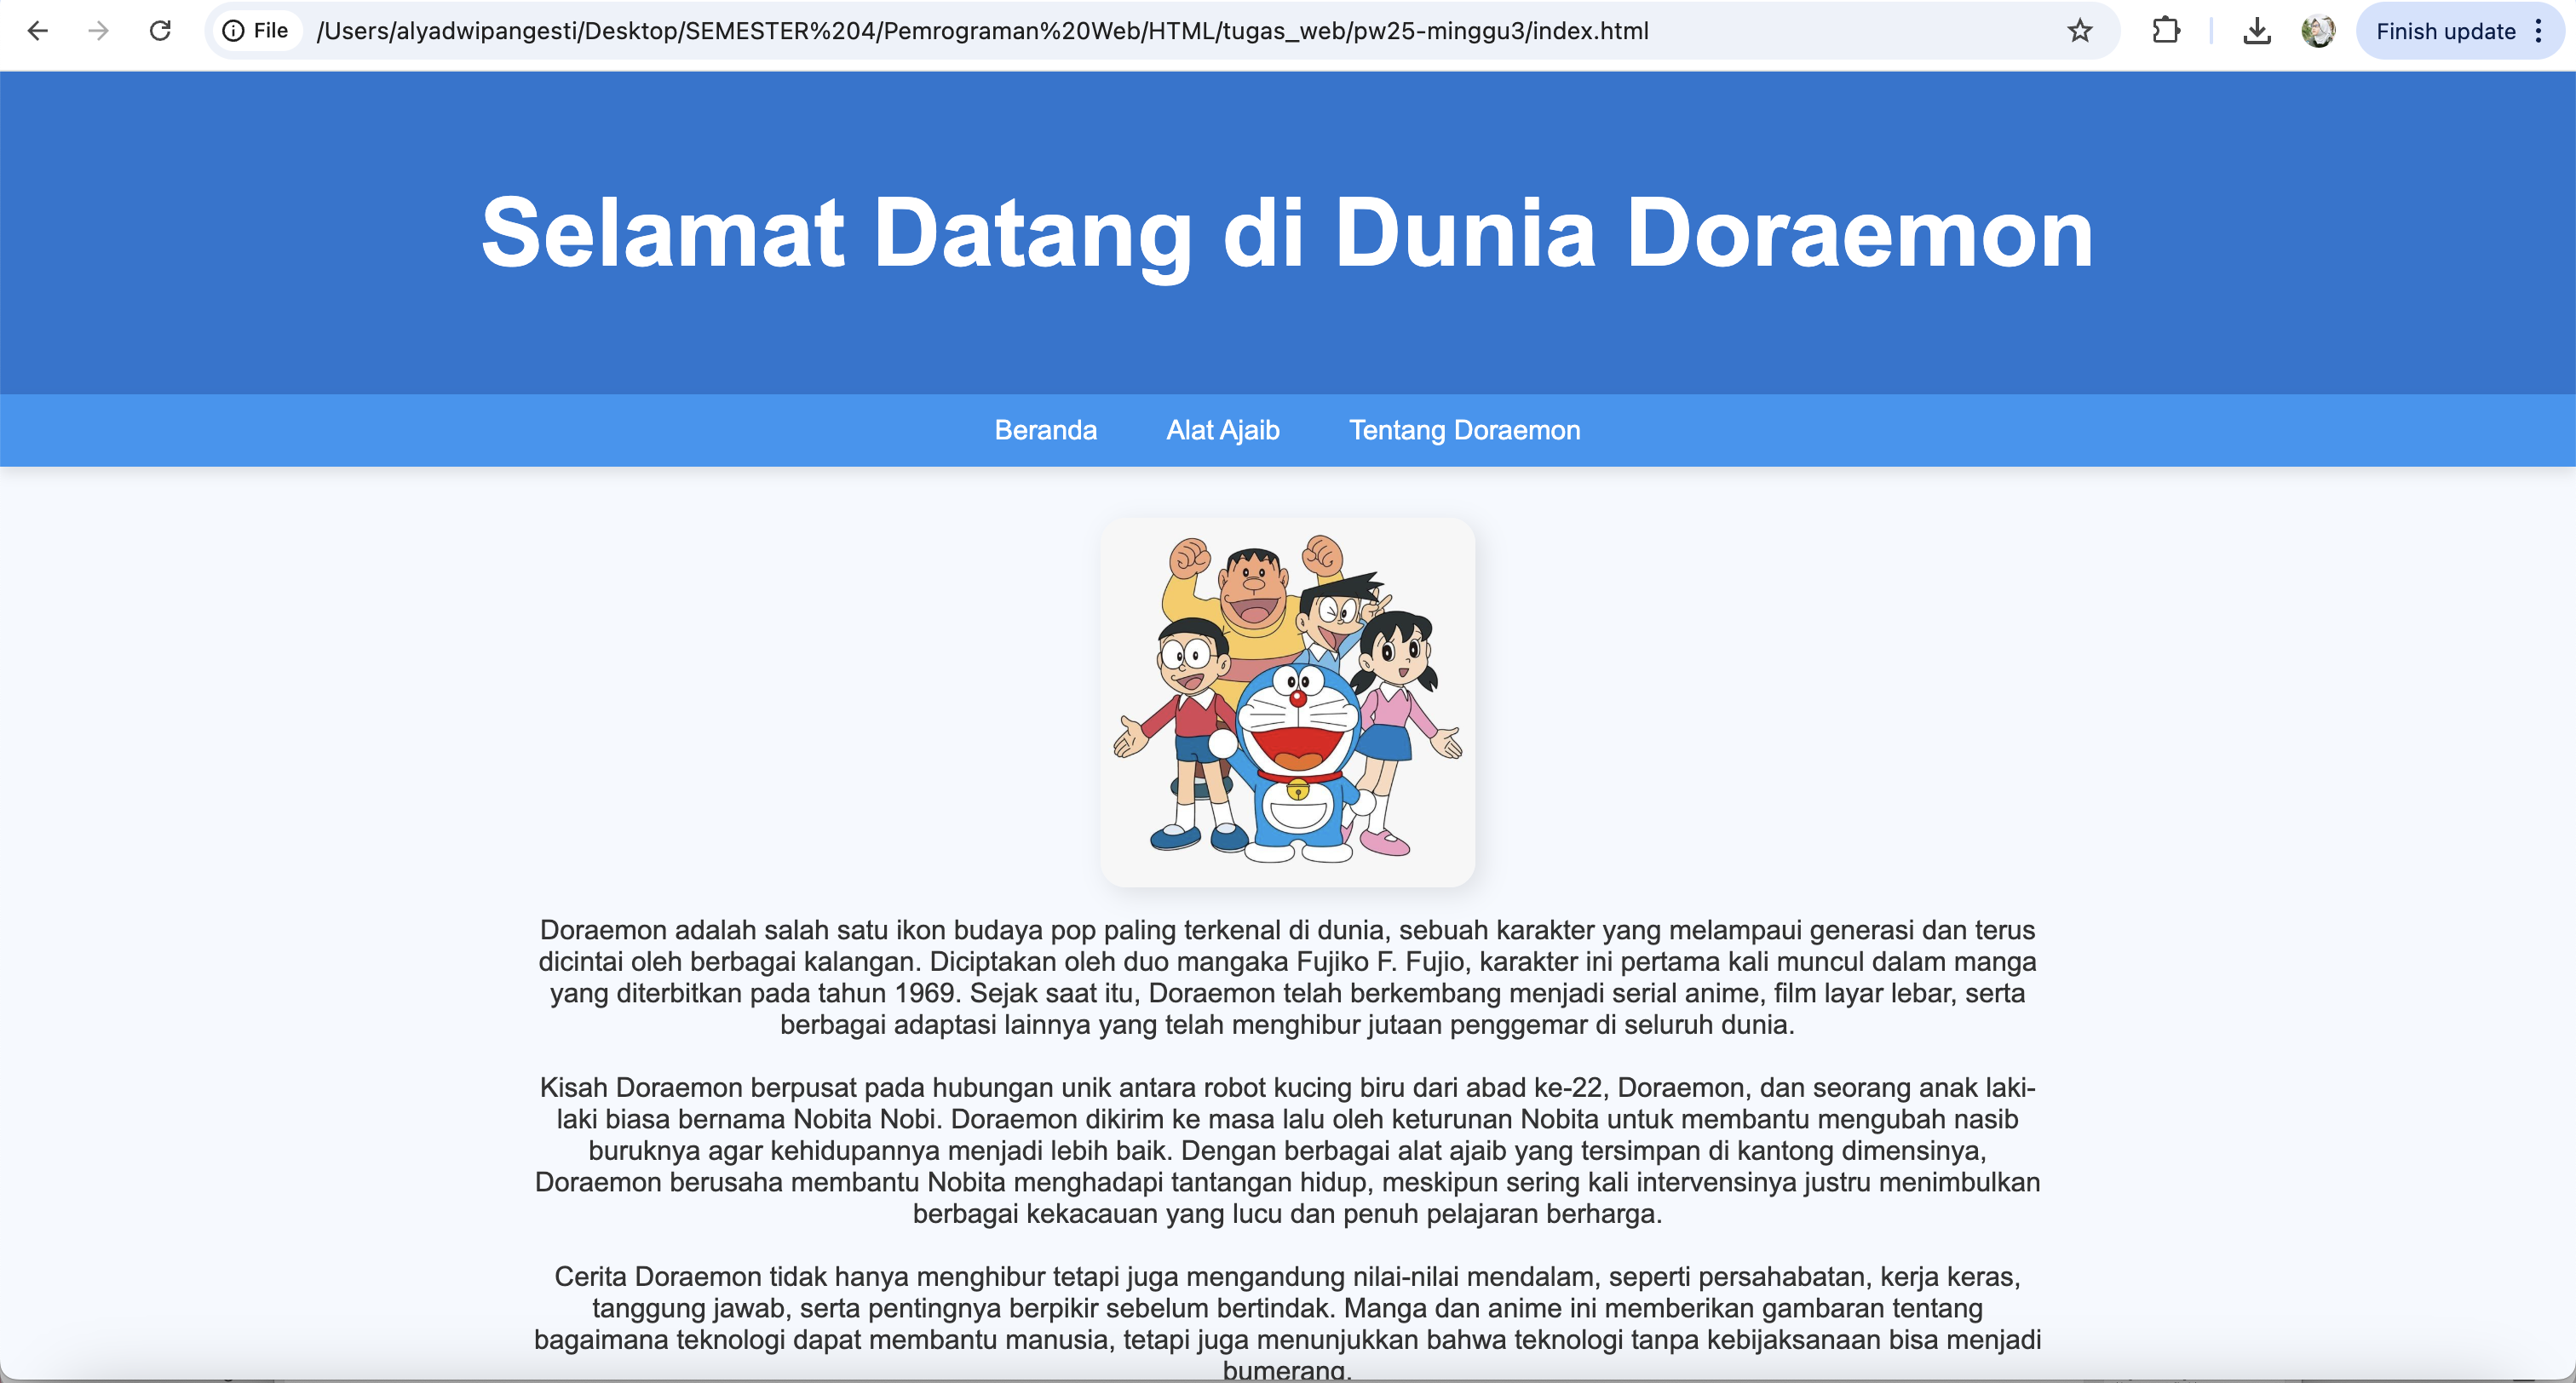 File
/Users/alyadwipangesti/Desktop/SEMESTER%204/Pemrograman%20Web/HTML/tugas_web/pw25-minggu3/index.html
Finish update
Selamat Datang di Dunia Doraemon
Beranda
Alat Ajaib
Tentang Doraemon
Doraemon adalah salah satu ikon budaya pop paling terkenal di dunia, sebuah karakter yang melampaui generasi dan terus
dicintai oleh berbagai kalangan. Diciptakan oleh duo mangaka Fujiko F. Fujio, karakter ini pertama kali muncul dalam manga
yang diterbitkan pada tahun 1969. Sejak saat itu, Doraemon telah berkembang menjadi serial anime, film layar lebar, serta
berbagai adaptasi lainnya yang telah menghibur jutaan penggemar di seluruh dunia.
Kisah Doraemon berpusat pada hubungan unik antara robot kucing biru dari abad ke-22, Doraemon, dan seorang anak laki-
laki biasa bernama Nobita Nobi. Doraemon dikirim ke masa lalu oleh keturunan Nobita untuk membantu mengubah nasib
buruknya agar kehidupannya menjadi lebih baik. Dengan berbagai alat ajaib yang tersimpan di kantong dimensinya,
Doraemon berusaha membantu Nobita menghadapi tantangan hidup, meskipun sering kali intervensinya justru menimbulkan
berbagai kekacauan yang lucu dan penuh pelajaran berharga.
Cerita Doraemon tidak hanya menghibur tetapi juga mengandung nilai-nilai mendalam, seperti persahabatan, kerja keras,
tanggung jawab, serta pentingnya berpikir sebelum bertindak. Manga dan anime ini memberikan gambaran tentang
bagaimana teknologi dapat membantu manusia, tetapi juga menunjukkan bahwa teknologi tanpa kebijaksanaan bisa menjadi
bumerang.